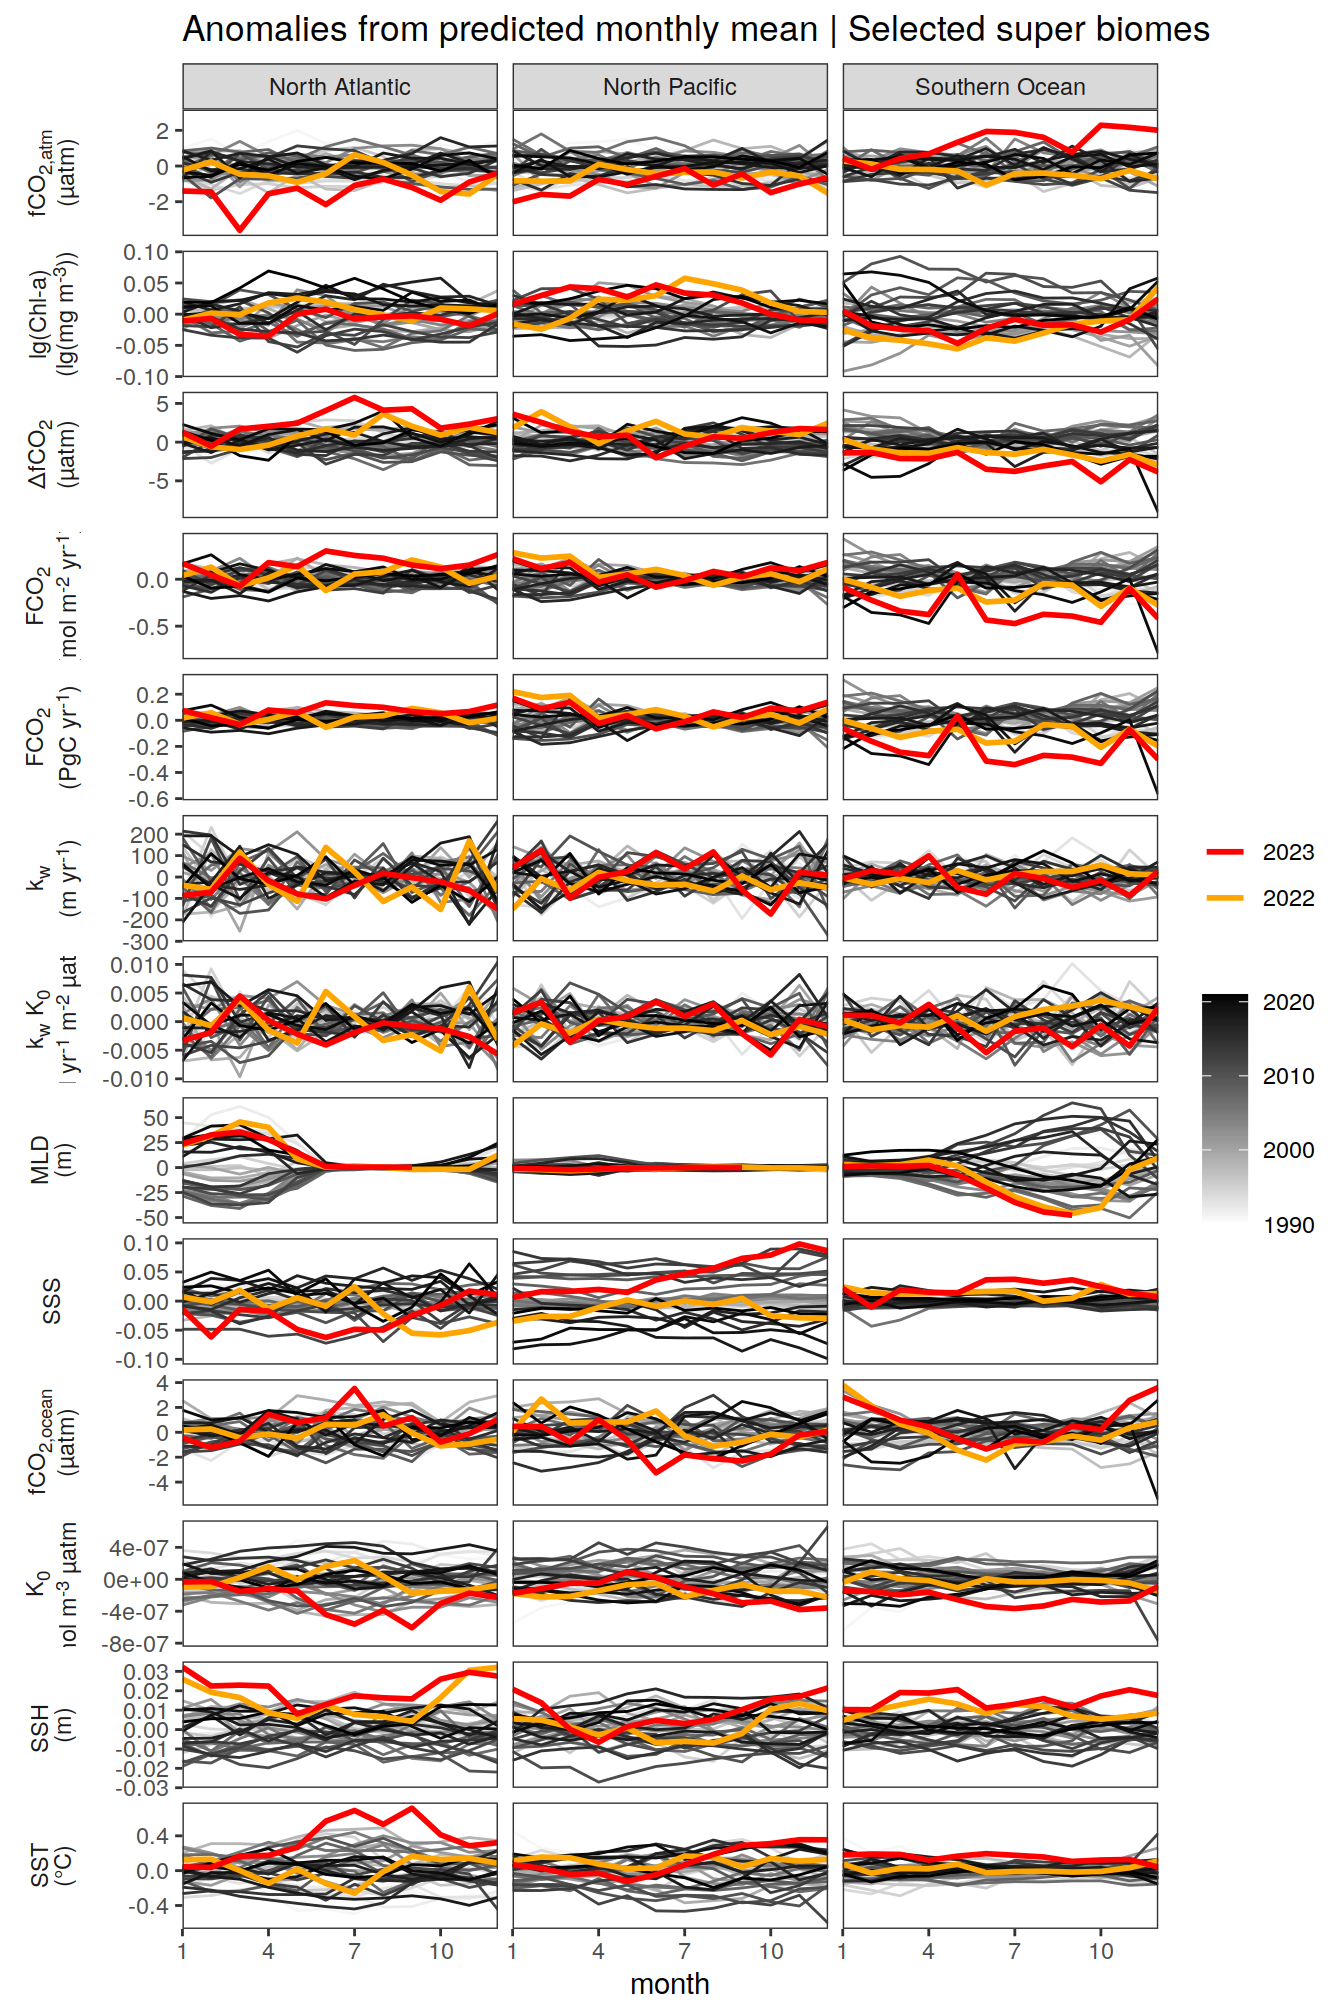 Anomalies from predicted monthly mean | Selected super biomes
North Atlantic North Pacific Southern Ocean
fCO2,atm
(µatm)
2
0
-2
lg(Chl-a)
(lg(mg m-3))
0.10
0.05
0.00
-0.05
-0.10
ΔfCO2
(µatm)
5
0
-5
FCO2
mol m-2 yr-1
0.0
-0.5
FCO2
(PgC yr-1)
0.2
0.0
-0.2
-0.4
-0.6
kw
(m yr-1)
200
100
0
-100
-200
-300
kw K0
yr-1 m-2 µat
0.010
0.005
0.000
-0.005
-0.010
MLD
(m)
50
25
0
-25
-50
SSS
0.10
0.05
0.00
-0.05
-0.10
fCO2,ocean
(µatm)
4
2
0
-2
-4
K0
ol m-3 µatm
4e-07
0e+00
-4e-07
-8e-07
SSH
(m)
0.03
0.02
0.01
0.00
-0.01
-0.02
-0.03
SST
(°C)
0.4
0.0
-0.4
1 4 7 10 1 4 7 10 1 4 7 10
month
2023
2022
2020
2010
2000
1990